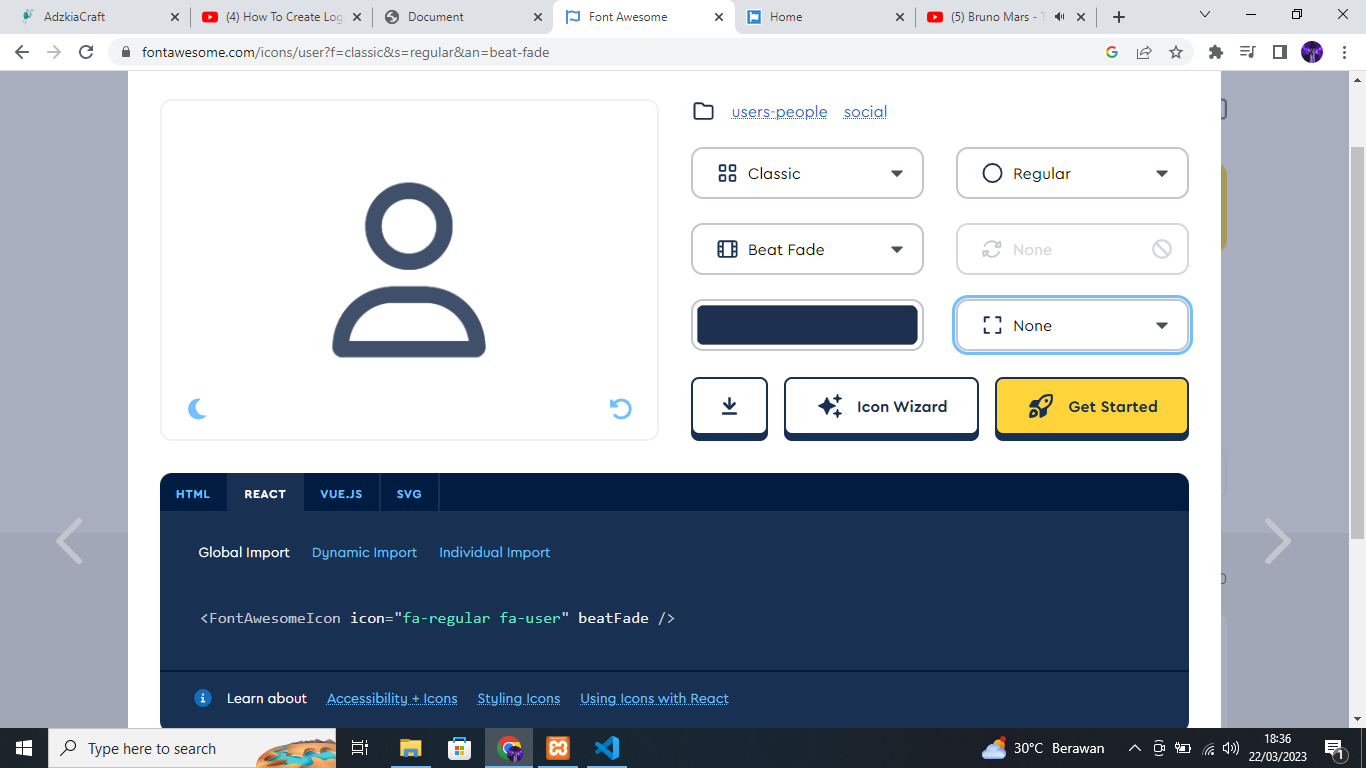 AdzkiaCraft
(4) How To Create Log
Document
Font Awesome
Home
(5) Bruno Mars - T
fontawesome.com/icons/user?f=classic&s=regular&an=beat-fade
users-people social
Classic
Regular
Beat Fade
None
None
Icon Wizard
Get Started
HTML REACT VUE.JS SVG
Global Import Dynamic Import Individual Import
<FontAwesomeIcon icon="fa-regular fa-user" beatFade />
Learn about Accessibility + Icons Styling Icons Using Icons with React
Type here to search
30°C Berawan
18:36
22/03/2023
1